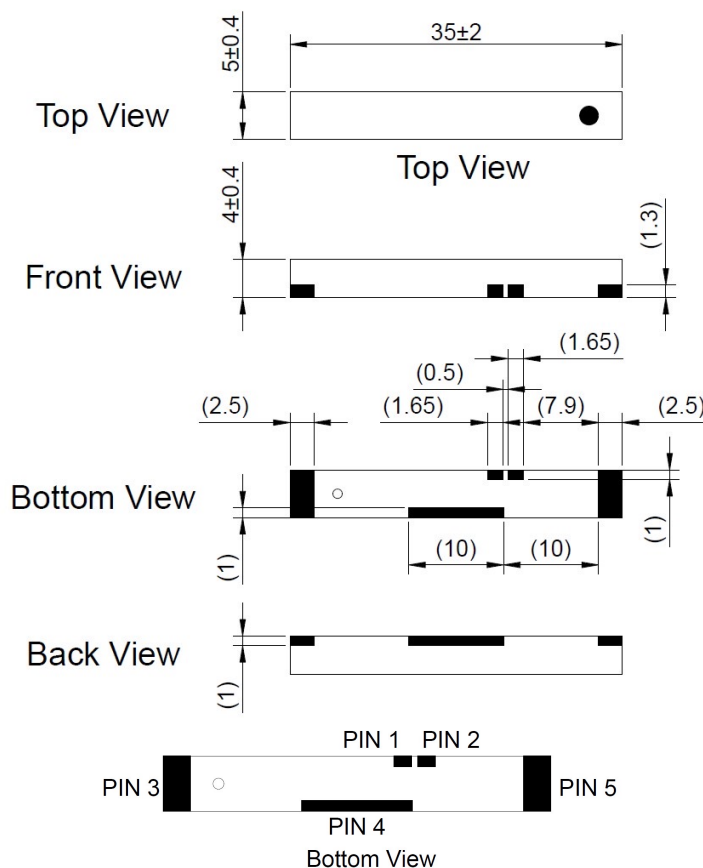 35±2
5±0.4
Top View
Top View
4±0.4
(1.3)
Front View
(1.65)
(0.5)
(2.5) (1.65) (7.9) (2.5)
Bottom View
(1) (10) (10) (1)
Back View
(1)
PIN 1 PIN 2
PIN 3 PIN 5
PIN 4
Bottom View